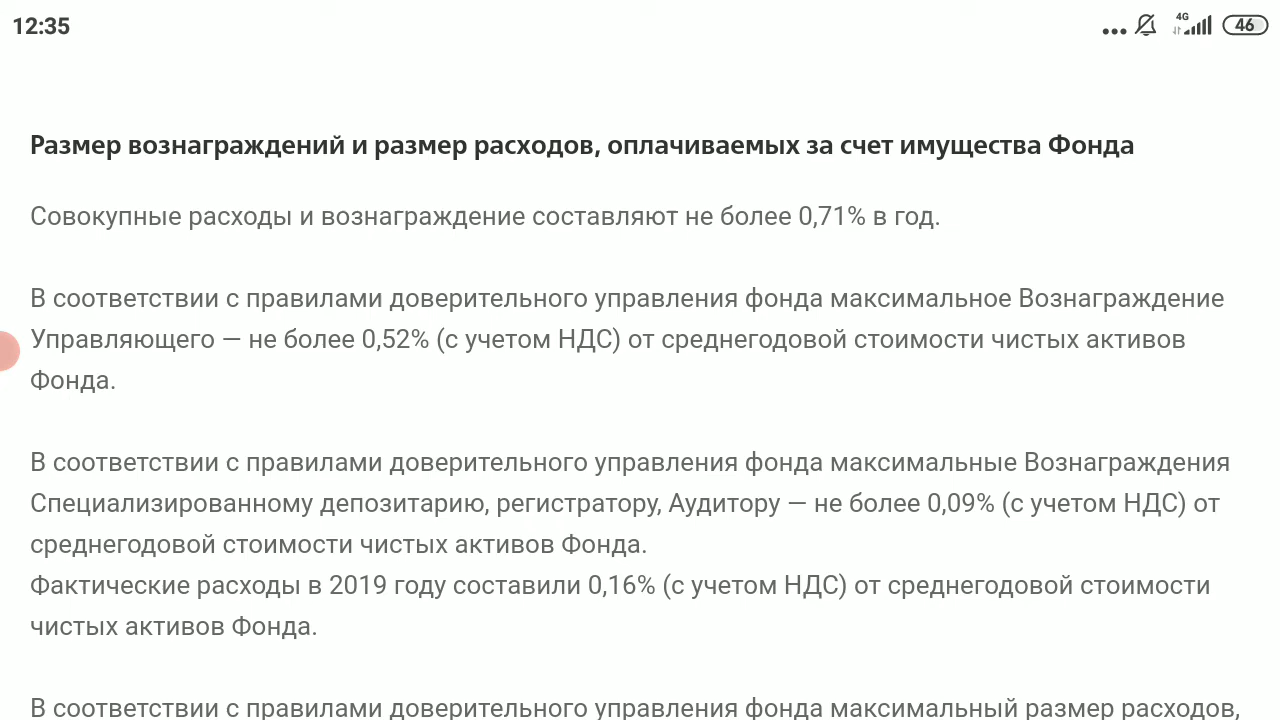 12:35
4G
46
Размер вознаграждений и размер расходов, оплачиваемых за счет имущества Фонда
Совокупные расходы и вознаграждение составляют не более 0,71% в год.
В соответствии с правилами доверительного управления фонда максимальное Вознаграждение
Управляющего — не более 0,52% (с учетом НДС) от среднегодовой стоимости чистых активов
Фонда.
В соответствии с правилами доверительного управления фонда максимальные Вознаграждения
Специализированному депозитарию, регистратору, Аудитору — не более 0,09% (с учетом НДС) от
среднегодовой стоимости чистых активов Фонда.
Фактические расходы в 2019 году составили 0,16% (с учетом НДС) от среднегодовой стоимости
чистых активов Фонда.
В соответствии с правилами доверительного управления фонда максимальный размер расходов,